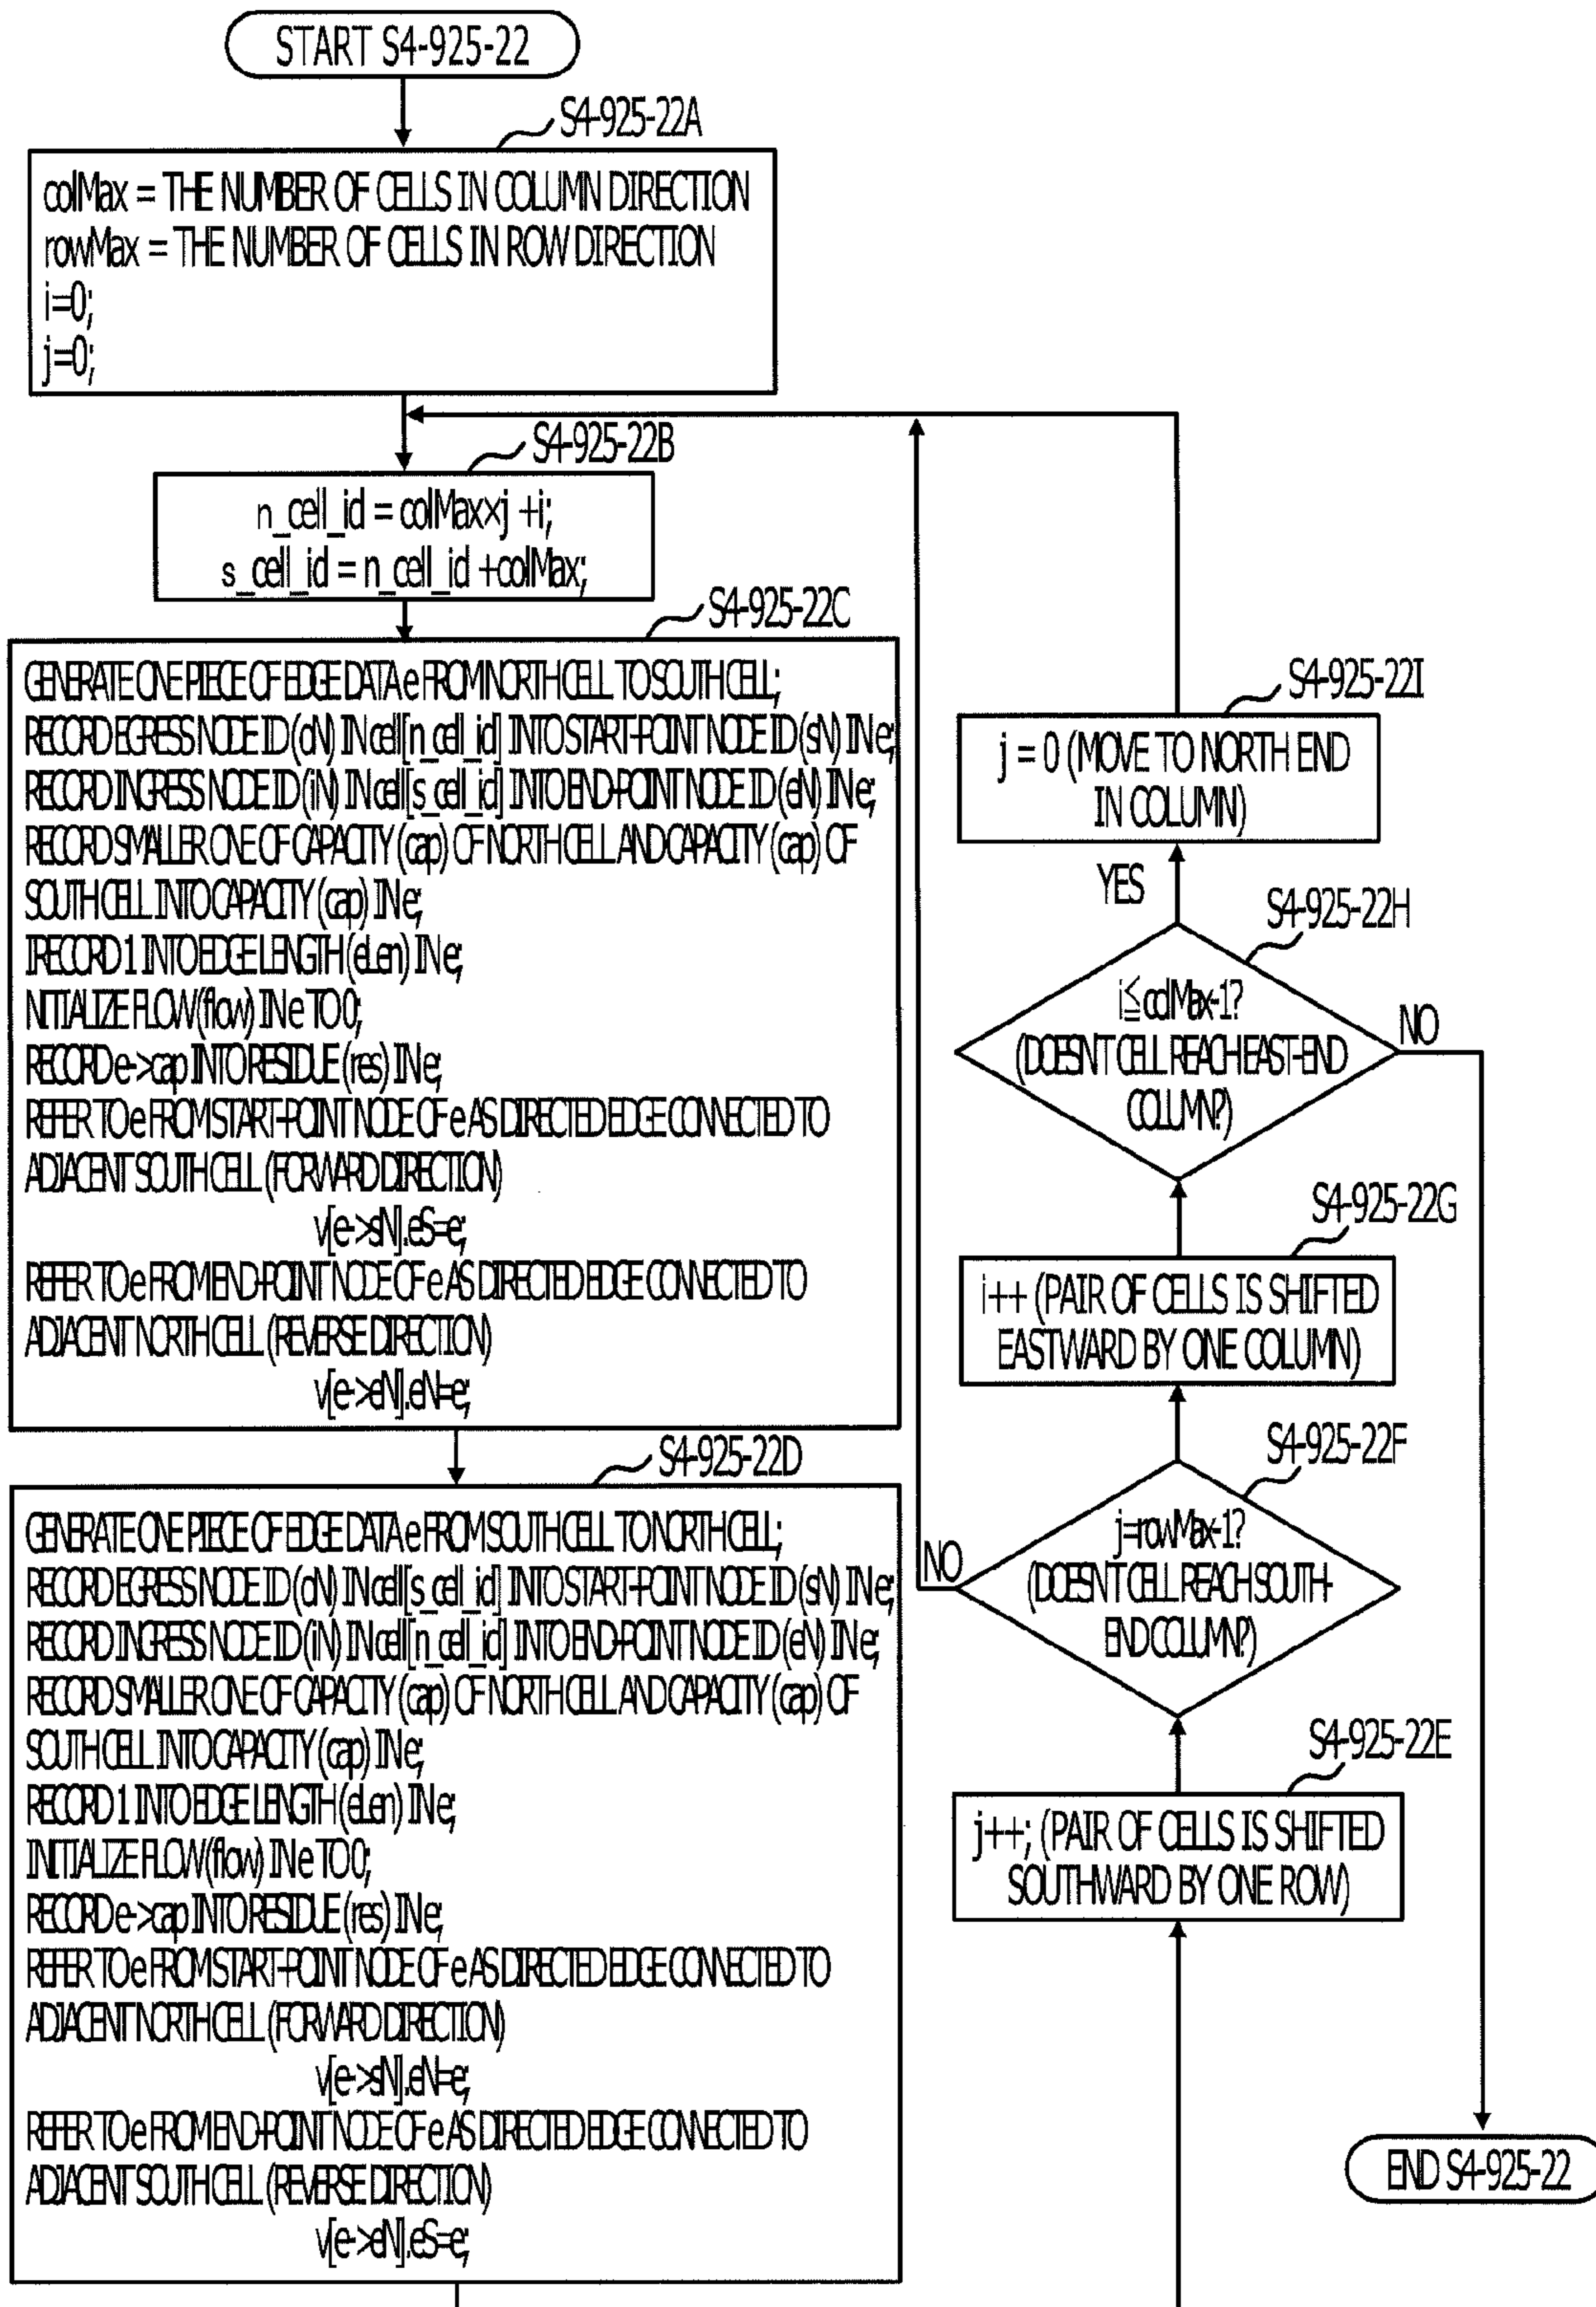 START S4-925-22
S4-925-22A
colMax = THE NUMBER OF CELLS IN COLUMN DIRECTION
rowMax = THE NUMBER OF CELLS IN ROW DIRECTION
i=0;
j=0;
S4-925-22B
n_cell_id = colMax×j +i;
s_cell_id = n_cell_id +colMax;
S4-925-22C
GENERATE ONE PIECE OF EDGE DATA e FROM NORTH CELL TO SOUTH CELL;
RECORD EGRESS NODE ID (oN) IN cell[n_cell_id] INTO START-POINT NODE ID (sN) IN e;
RECORD INGRESS NODE ID (iN) IN cell[s_cell_id] INTO END-POINT NODE ID (eN) IN e;
RECORD SMALLER ONE OF CAPACITY (cap) OF NORTH CELL AND CAPACITY (cap) OF
SOUTH CELL INTO CAPACITY (cap) IN e;
IRECORD 1 INTO EDGE LENGTH (eLen) IN e;
NITIALIZE FLOW (flow) IN e TO 0;
RECORD e->cap INTO RESIDUE (res) IN e;
REFER TO e FROM START-POINT NODE OF e AS DIRECTED EDGE CONNECTED TO
ADJACENT SOUTH CELL (FORWARD DIRECTION)
v[e->sN].eS=e;
REFER TO e FROM END-POINT NODE OF e AS DIRECTED EDGE CONNECTED TO
ADJACENT NORTH CELL (REVERSE DIRECTION)
v[e->eN].eN=e;
S4-925-22D
GENERATE ONE PIECE OF EDGE DATA e FROM SOUTH CELL TO NORTH CELL;
RECORD EGRESS NODE ID (oN) IN cell[s_cell_id] INTO START-POINT NODE ID (sN) IN e;
RECORD INGRESS NODE ID (iN) IN cell[n_cell_id] INTO END-POINT NODE ID (eN) IN e;
RECORD SMALLER ONE OF CAPACITY (cap) OF NORTH CELL AND CAPACITY (cap) OF
SOUTH CELL INTO CAPACITY (cap) IN e;
RECORD 1 INTO EDGE LENGTH (eLen) IN e;
INITIALIZE FLOW (flow) IN e TO 0;
RECORD e->cap INTO RESIDUE (res) IN e;
REFER TO e FROM START-POINT NODE OF e AS DIRECTED EDGE CONNECTED TO
ADJACENT NORTH CELL (FORWARD DIRECTION)
v[e->sN].eN=e;
REFER TO e FROM END-POINT NODE OF e AS DIRECTED EDGE CONNECTED TO
ADJACENT SOUTH CELL (REVERSE DIRECTION)
v[e->eN].eS=e;
S4-925-22I
j = 0 (MOVE TO NORTH END
IN COLUMN)
YES
S4-925-22H
i≦colMax-1?
(DOESN'T CELL REACH EAST-END
COLUMN?)
NO
S4-925-22G
i++ (PAIR OF CELLS IS SHIFTED
EASTWARD BY ONE COLUMN)
S4-925-22F
j=rowMax-1?
(DOESN'T CELL REACH SOUTH-
END COLUMN?)
NO
S4-925-22E
j++; (PAIR OF CELLS IS SHIFTED
SOUTHWARD BY ONE ROW)
END S4-925-22